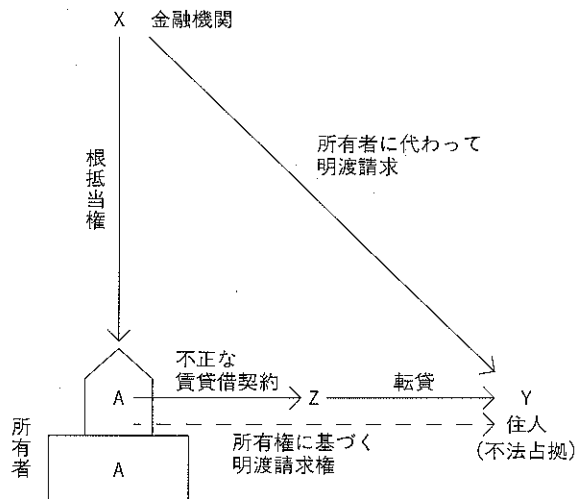 X 金融機関
所有者に代わって
明渡請求
根抵当権
不正な
賃貸借契約
転貸
A
Z
Y
住人
(不法占拠)
所有権に基づく
明渡請求権
所有者
A